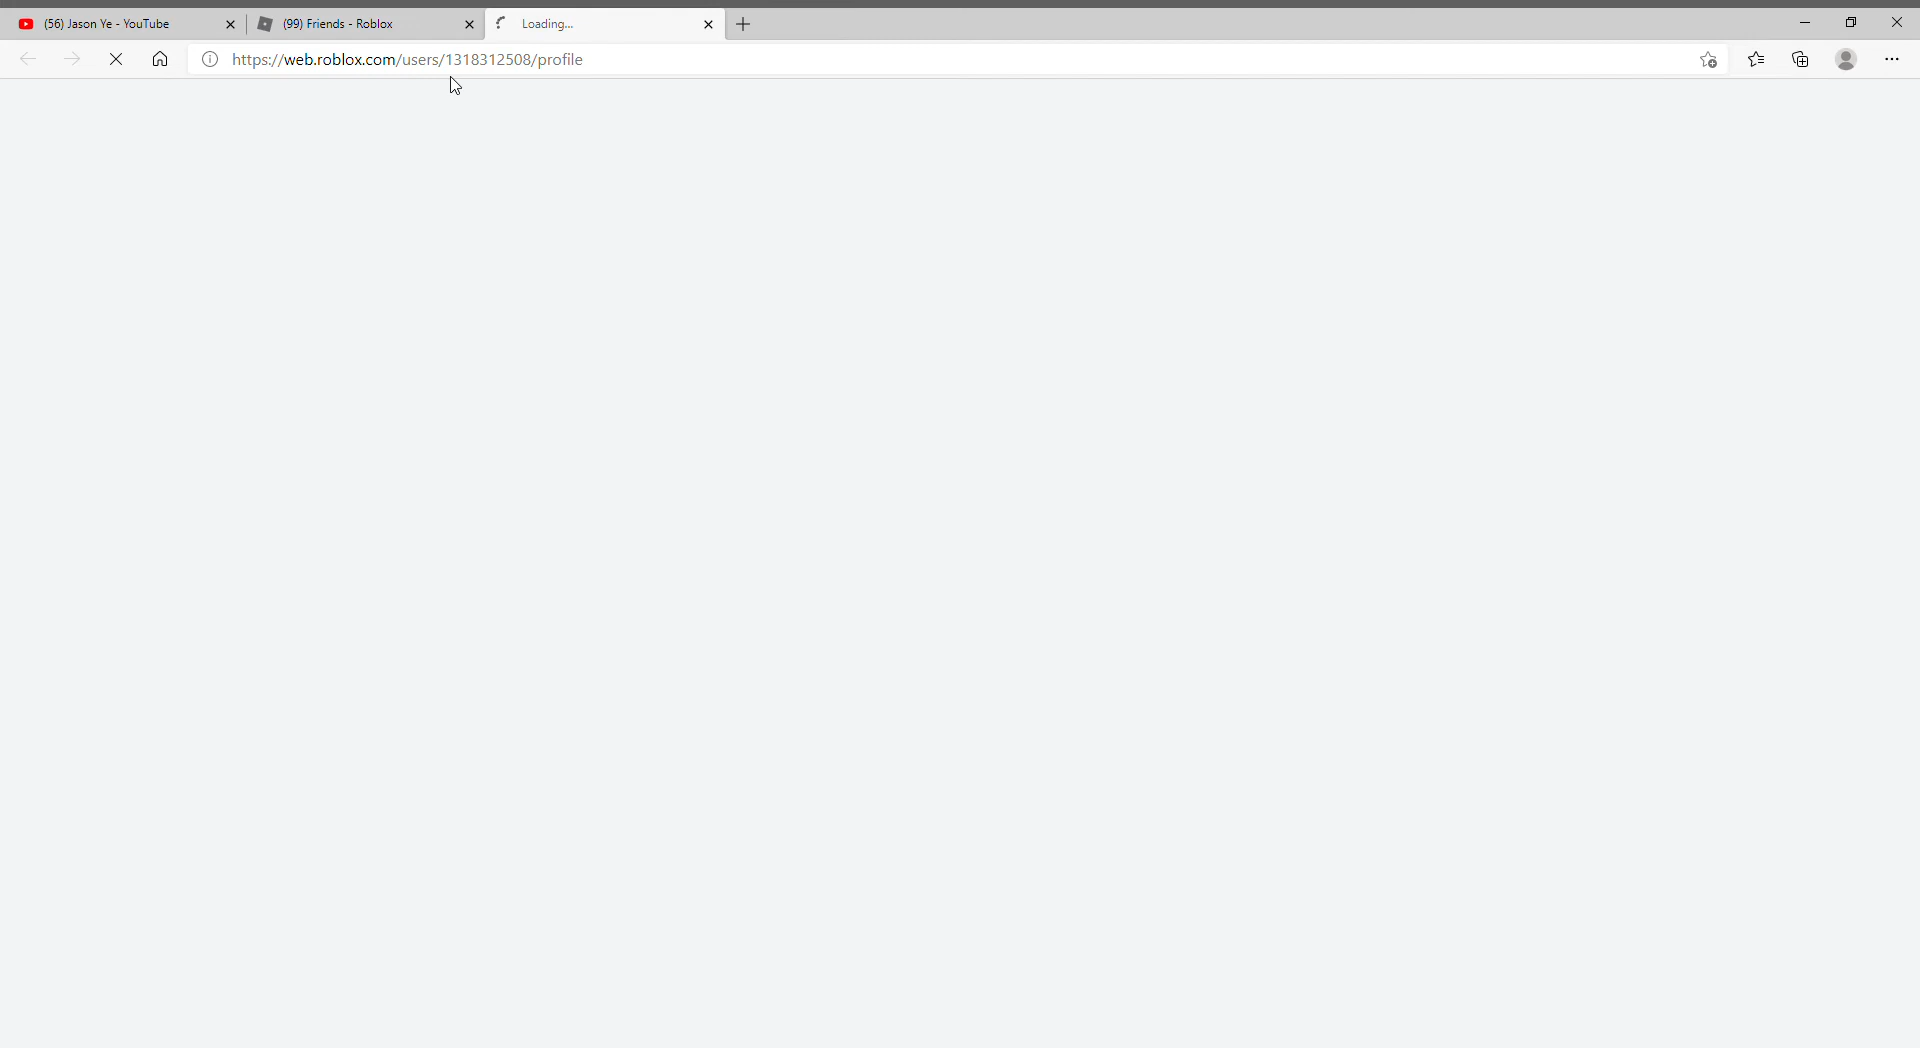 (56) Jason Ye - YouTube
(99) Friends - Roblox
Loading...
https://web.roblox.com/users/1318312508/profile